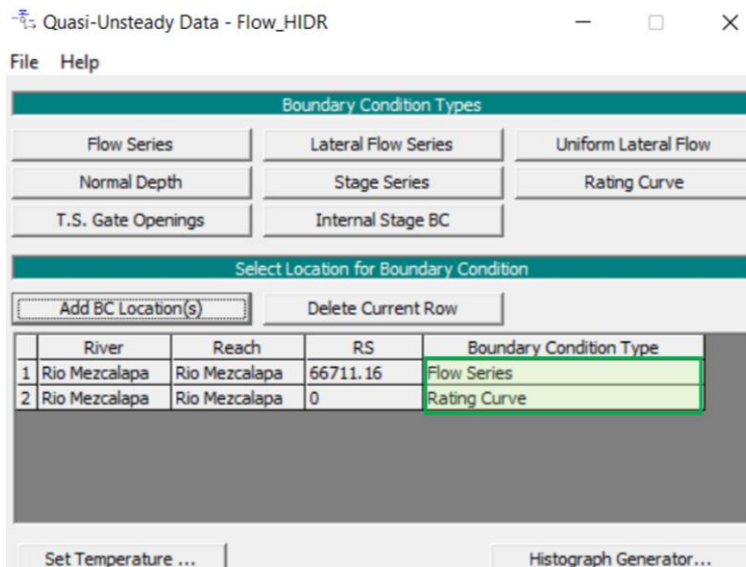 Quasi-Unsteady Data - Flow_HIDR
File Help
Boundary Condition Types
Flow Series Lateral Flow Series Uniform Lateral Flow
Normal Depth Stage Series Rating Curve
T.S. Gate Openings Internal Stage BC
Select Location for Boundary Condition
Add BC Location(s) Delete Current Row
River Reach RS Boundary Condition Type
1 Rio Mezcalapa Rio Mezcalapa 66711.16 Flow Series
2 Rio Mezcalapa Rio Mezcalapa 0 Rating Curve
Set Temperature ... Histograph Generator...